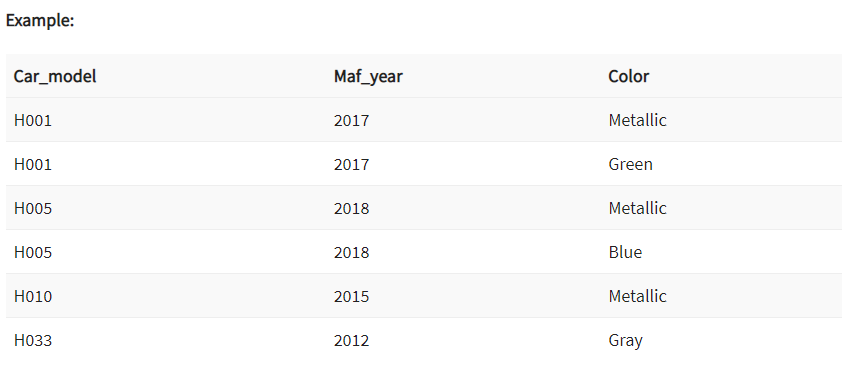 Example:
Car_model Maf_year Color
H001 2017 Metallic
H001 2017 Green
H005 2018 Metallic
H005 2018 Blue
H010 2015 Metallic
H033 2012 Gray